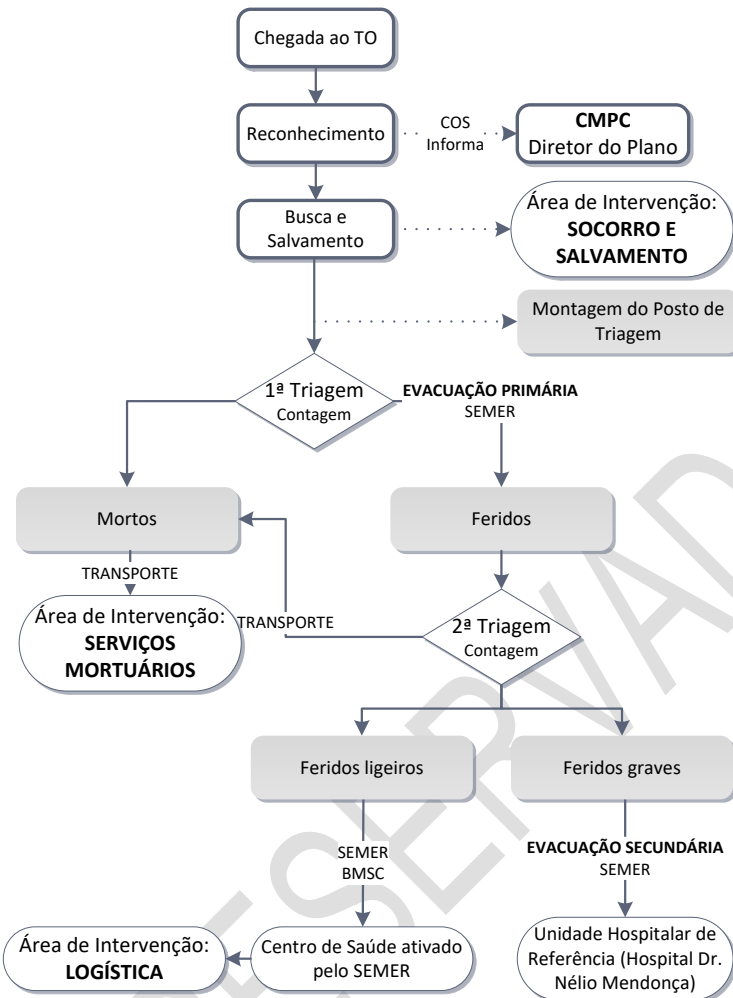 Chegada ao TO
Reconhecimento
COS
Informa
CMPC
Diretor do Plano
Busca e
Salvamento
Área de Intervenção:
SOCORRO E
SALVAMENTO
Montagem do Posto de
Triagem
1ª Triagem
Contagem
EVACUAÇÃO PRIMÁRIA
SEMER
Mortos
Feridos
TRANSPORTE
Área de Intervenção:
SERVIÇOS
MORTUÁRIOS
TRANSPORTE
2ª Triagem
Contagem
Feridos ligeiros
Feridos graves
SEMER
BMSC
EVACUAÇÃO SECUNDÁRIA
SEMER
Área de Intervenção:
LOGÍSTICA
Centro de Saúde ativado
pelo SEMER
Unidade Hospitalar de
Referência (Hospital Dr.
Nélio Mendonça)
ESERVAD